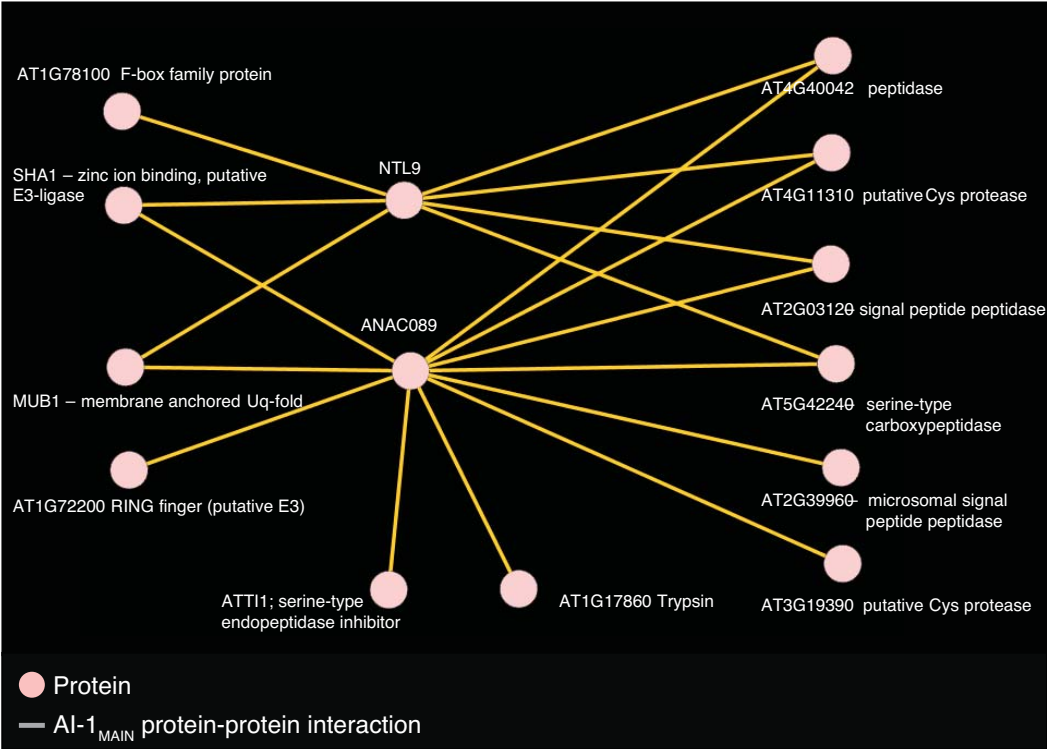 AT1G78100 F-box family protein
SHA1 – zinc ion binding, putative
E3-ligase
NTL9
AT4G40042 peptidase
AT4G11310 putative Cys protease
AT2G03120– signal peptide peptidase
ANAC089
MUB1 – membrane anchored Uq-fold
AT5G42240– serine-type
carboxypeptidase
AT1G72200 RING finger (putative E3)
AT2G39960– microsomal signal
peptide peptidase
ATTI1; serine-type
endopeptidase inhibitor
AT1G17860 Trypsin
AT3G19390 putative Cys protease
Protein
AI-1MAIN protein-protein interaction